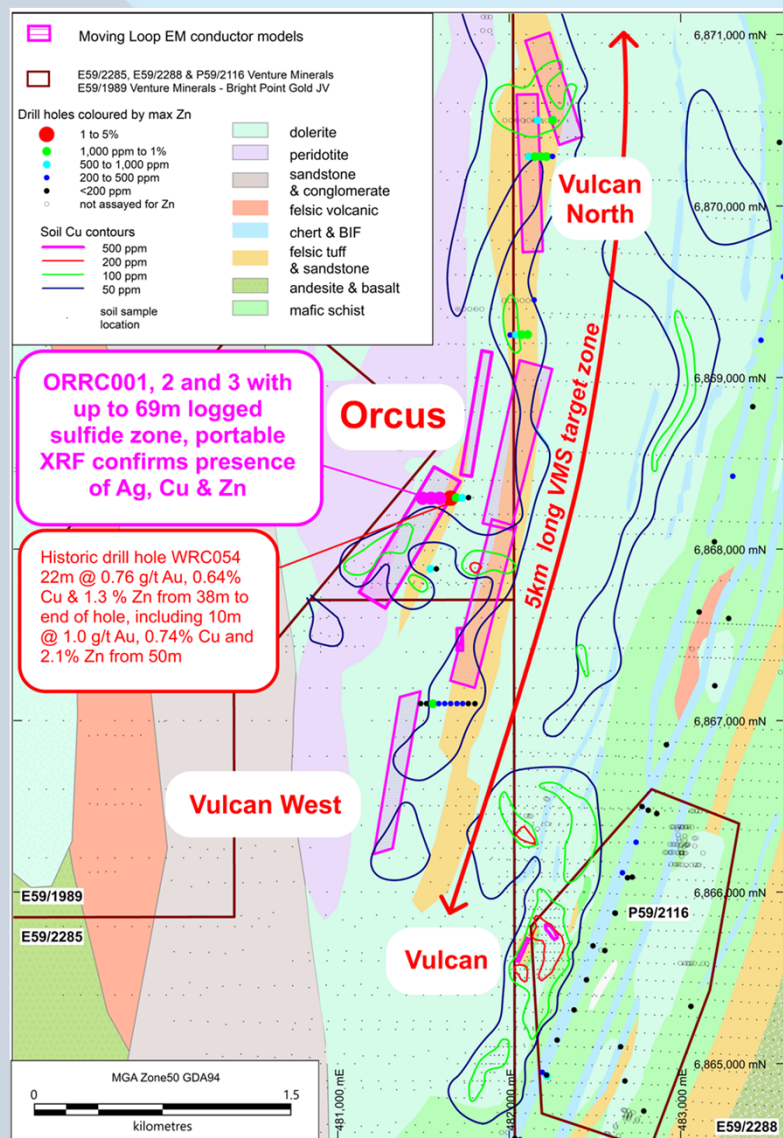 Moving Loop EM conductor models
E59/2285, E59/2288 & P59/2116 Venture Minerals
E59/1989 Venture Minerals - Bright Point Gold JV
Drill holes coloured by max Zn
1 to 5%
1,000 ppm to 1%
500 to 1,000 ppm
200 to 500 ppm
<200 ppm
not assayed for Zn
Soil Cu contours
500 ppm
200 ppm
100 ppm
50 ppm
soil sample
location
dolerite
peridotite
sandstone
& conglomerate
felsic volcanic
chert & BIF
felsic tuff
& sandstone
andesite & basalt
mafic schist
6,871,000 mN
Vulcan
North
6,870,000 mN
6,869,000 mN
ORRC001, 2 and 3 with
up to 69m logged
sulfide zone, portable
XRF confirms presence
of Ag, Cu & Zn
Orcus
5km long VMS target zone
6,868,000 mN
Historic drill hole WRC054
22m @ 0.76 g/t Au, 0.64%
Cu & 1.3 % Zn from 38m to
end of hole, including 10m
@ 1.0 g/t Au, 0.74% Cu and
2.1% Zn from 50m
6,867,000 mN
Vulcan West
E59/1989
E59/2285
6,866,000 mN
P59/2116
Vulcan
6,865,000 mN
MGA Zone50 GDA94
0
1.5
kilometres
481,000 mE
482,000 mE
483,000 mE
E59/2288